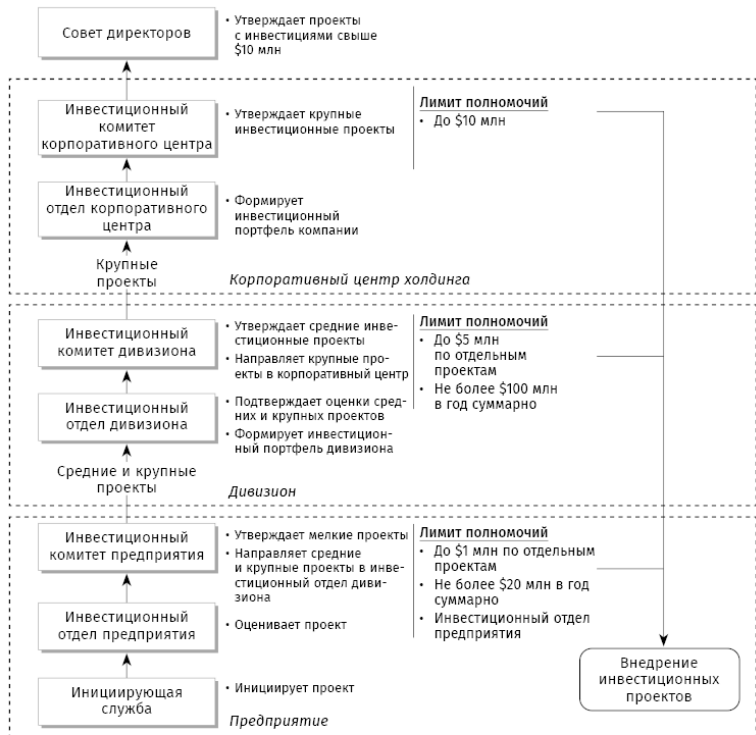 Совет директоров
• Утверждает проекты
с инвестициями свыше
$10 млн
Инвестиционный
комитет
корпоративного центра
• Утверждает крупные
инвестиционные проекты
Лимит полномочий
• До $10 млн
Инвестиционный
отдел корпоративного
центра
• Формирует
инвестиционный
портфель компании
Крупные
проекты
Корпоративный центр холдинга
Инвестиционный
комитет дивизиона
• Утверждает средние инве-
стиционные проекты
• Направляет крупные про-
екты в корпоративный центр
Лимит полномочий
• До $5 млн
по отдельным
проектам
• Не более $100 млн
в год суммарно
Инвестиционный
отдел дивизиона
• Подтверждает оценки сред-
них и крупных проектов
• Формирует инвестицион-
ный портфель дивизиона
Средние и крупные
проекты
Дивизион
Инвестиционный
комитет предприятия
• Утверждает мелкие проекты
• Направляет средние
и крупные проекты в инве-
стиционный отдел диви-
зиона
Лимит полномочий
• До $1 млн по отдельным
проектам
• Не более $20 млн в год
суммарно
• Инвестиционный отдел
предприятия
Инвестиционный
отдел предприятия
• Оценивает проект
Инициирующая
служба
• Инициирует проект
Предприятие
Внедрение
инвестиционных
проектов